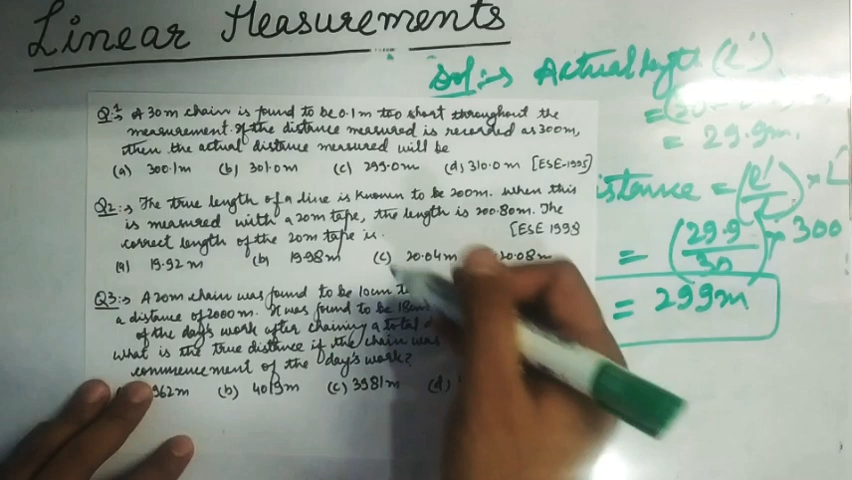 Linear Measurements
Q.1:→ A 30m chain is found to be 0.1m too short throughout the
measurement. If the distance measured is recorded as 300m,
then the actual distance measured will be
(a) 300.1m (b) 301.0m (c) 299.0m (d) 310.0m [ESE-1995]
Q2:→ The true length of a line is known to be 200m. When this
is measured with a 20m tape, the length is 200.80m. The
correct length of the 20m tape is. [ESE 1998
(a) 19.92m (b) 19.98m (c) 20.04m 20.08m
Q3:→ A 20m chain was found to be 10cm
a distance of 2000m. It was found to be 18cm
of the day's work after chaining a total
what is the true distance if the chain was
commencement of the day's work?
962m (b) 4019m (c) 3981m (d)
Sol:→ Actual length (l')
= 29.9m.
istance = (l'/l) × L
= (29.9/30) × 300
= 299m